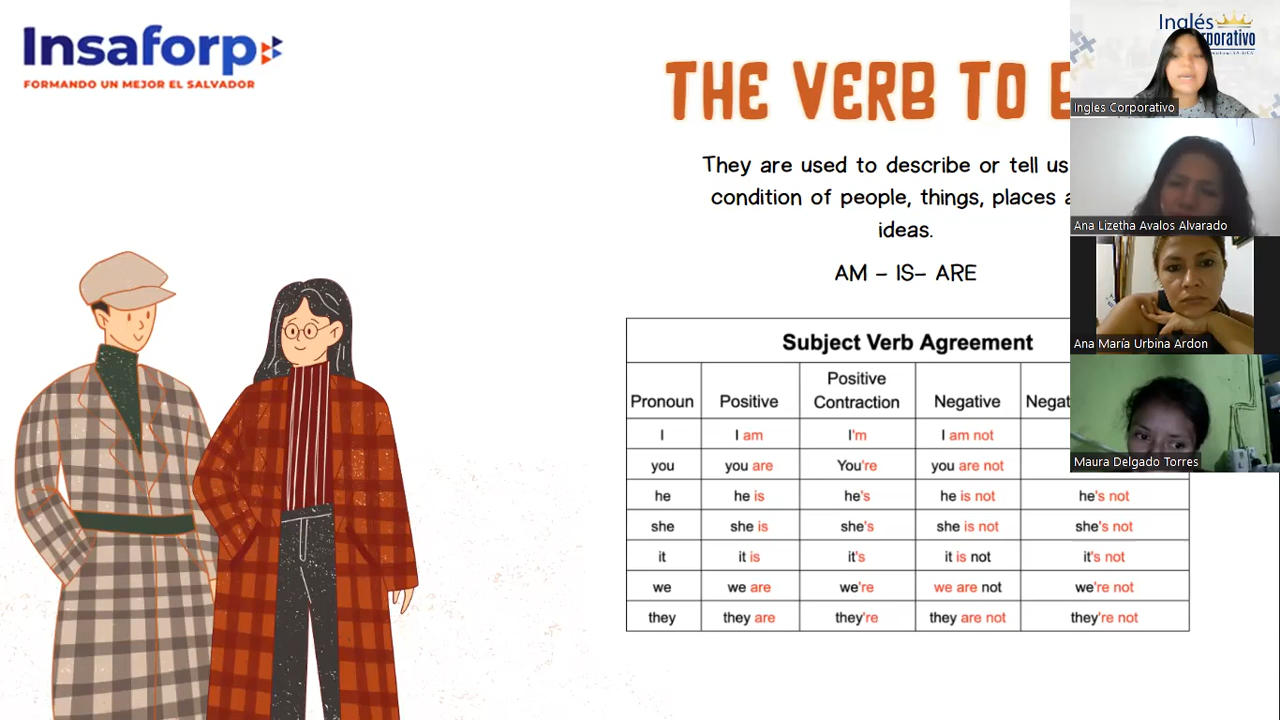 Insaforp
FORMANDO UN MEJOR EL SALVADOR
THE VERB TO
They are used to describe or tell us
condition of people, things, places
ideas.
AM – IS– ARE
Subject Verb Agreement
Pronoun Positive Positive Contraction Negative
I I am I'm I am not
you you are You're you are not
he he is he's he is not he's not
she she is she's she is not she's not
it it is it's it is not it's not
we we are we're we are not we're not
they they are they're they are not they're not
Inglés
Ingles Corporativo
Ana Lizetha Avalos Alvarado
Ana María Urbina Ardon
Maura Delgado Torres